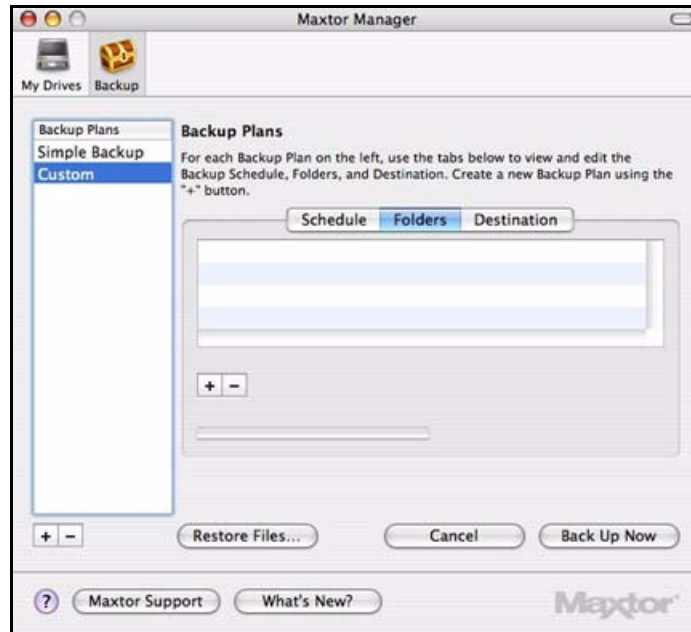 Maxtor Manager
My Drives Backup
Backup Plans
Simple Backup
Custom
Backup Plans
For each Backup Plan on the left, use the tabs below to view and edit the
Backup Schedule, Folders, and Destination. Create a new Backup Plan using the
"+" button.
Schedule Folders Destination
+ −
+ −
Restore Files... Cancel Back Up Now
? Maxtor Support What's New? Maxtor